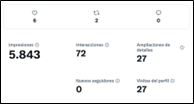 6 2 0
Impresiones Interacciones Ampliaciones de detalles
5.843 72 27
Nuevos seguidores Visitas del perfil
0 27